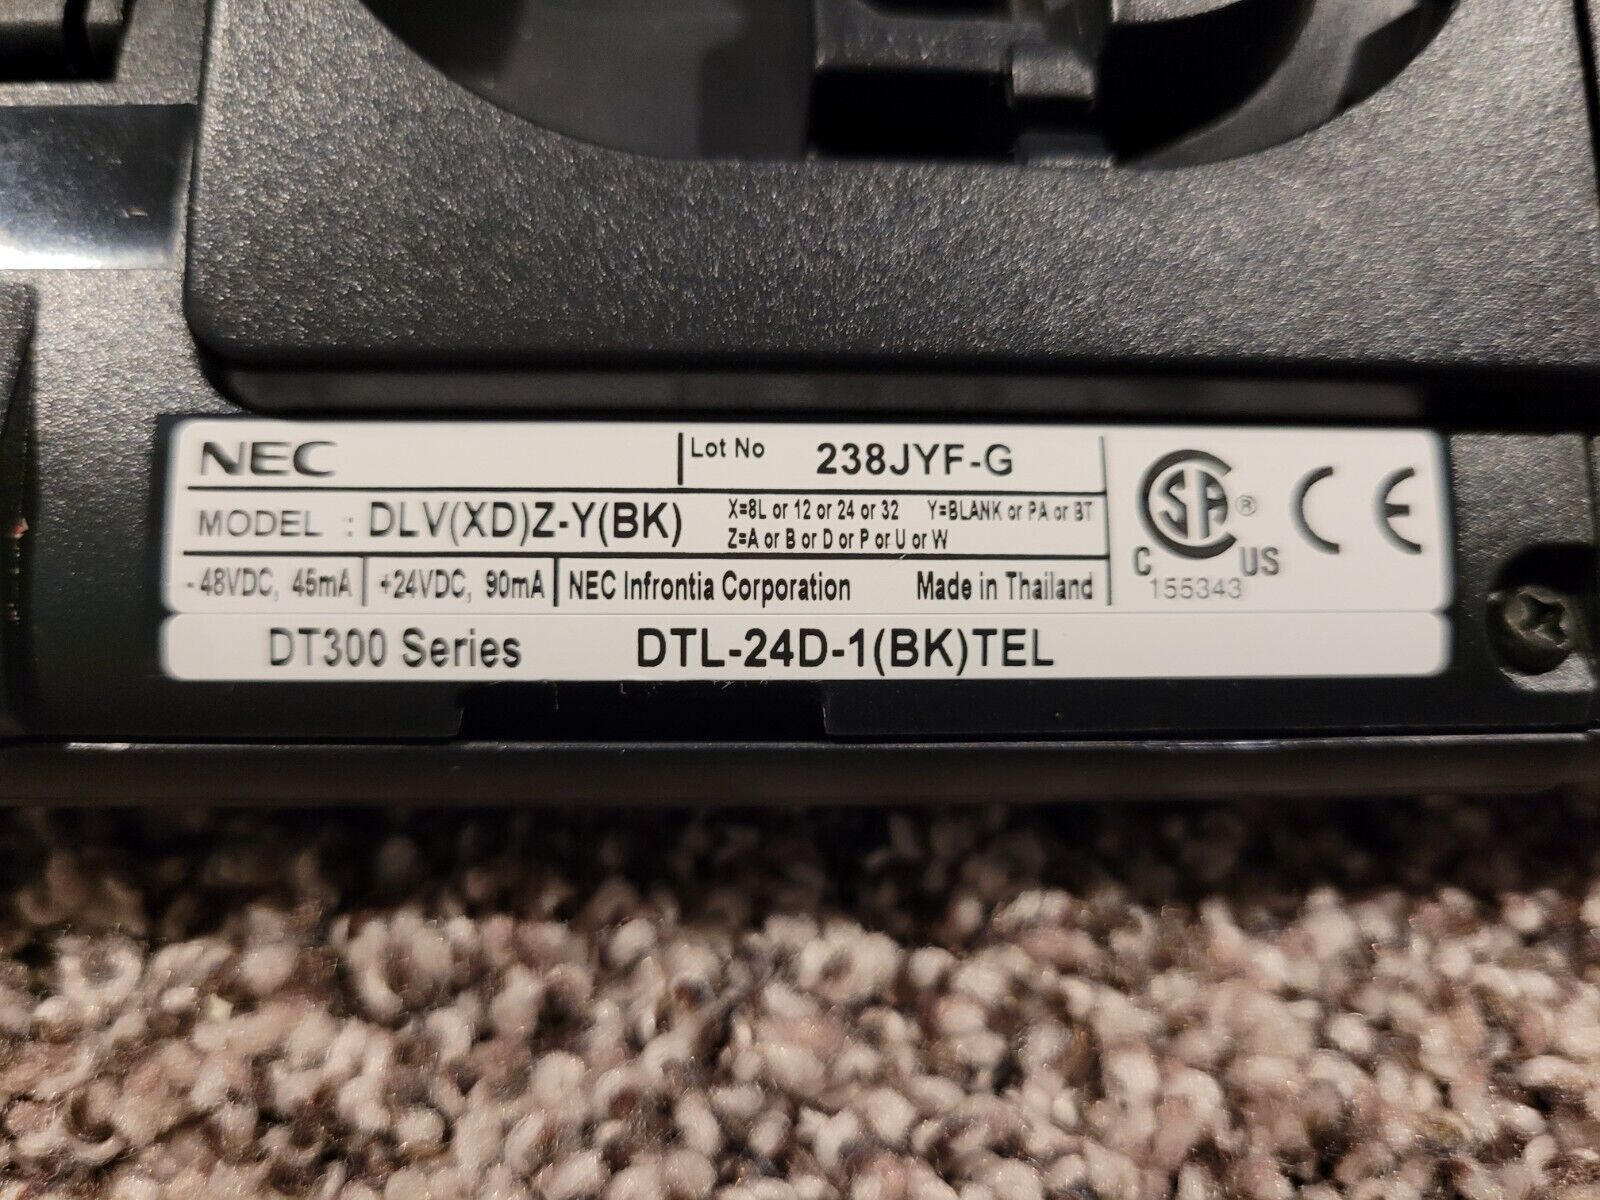 NEC
Lot No 238JYF-G
MODEL : DLV(XD)Z-Y(BK)
X=8L or 12 or 24 or 32 Y=BLANK or PA or BT
Z=A or B or D or P or U or W
-48VDC, 45mA +24VDC, 90mA NEC Infrontia Corporation Made in Thailand
SA ®
C US
155343
CE
DT300 Series DTL-24D-1(BK)TEL